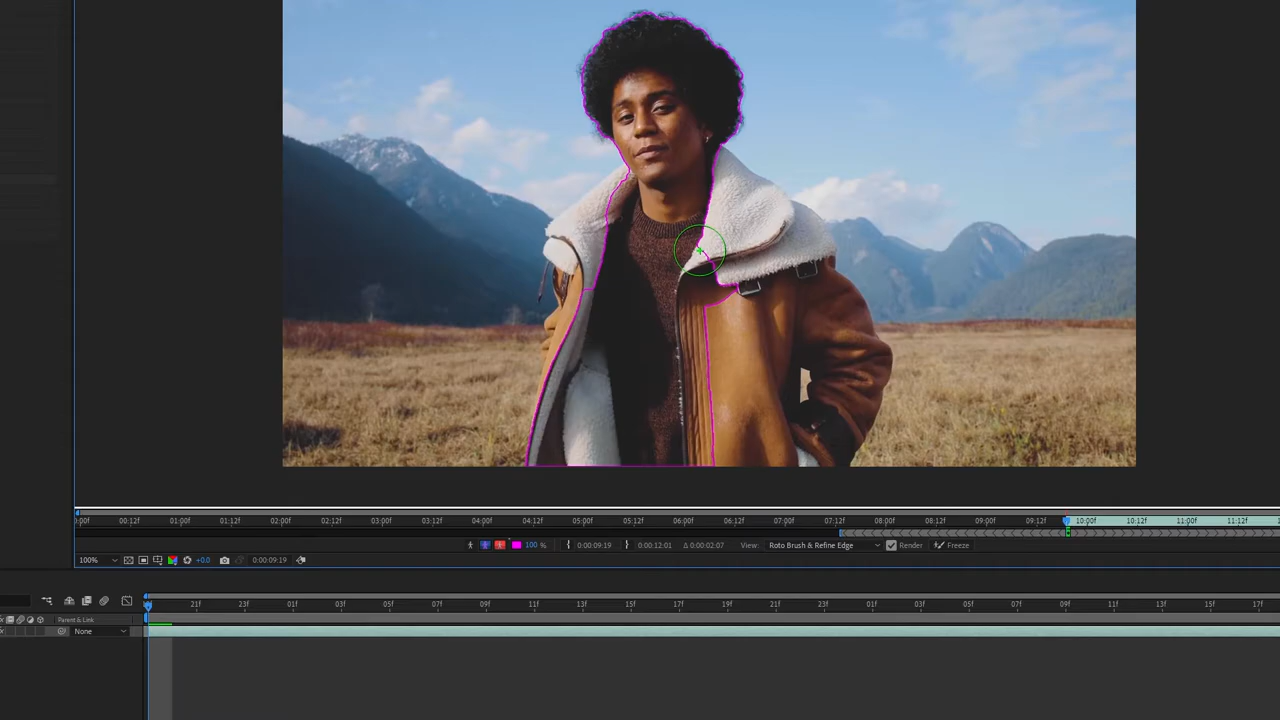 0:00f 00:12f 01:00f 01:12f 02:00f 02:12f 03:00f 03:12f 04:00f 04:12f 05:00f 05:12f 06:00f 06:12f 07:00f 07:12f 08:00f 08:12f 09:00f 09:12f 10:00f 10:12f 11:00f 11:12f
100 % 0:00:09:19 0:00:12:01 Δ 0:00:02:07 View: Roto Brush & Refine Edge Render Freeze
100% +0.0 0:00:09:19
21f 23f 01f 03f 05f 07f 09f 11f 13f 15f 17f 19f 21f 23f 01f 03f 05f 07f 09f 11f 13f 15f 17f
Parent & Link
None